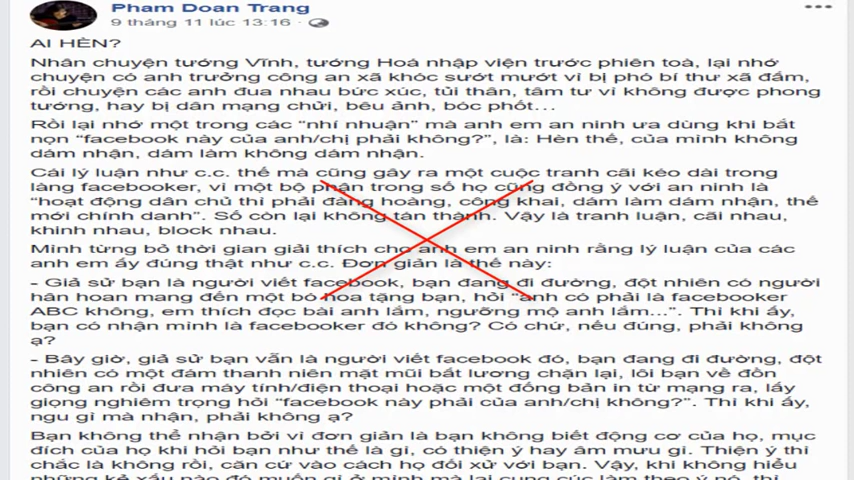 Pham Doan Trang
9 tháng 11 lúc 13:16 ·
AI HÈN?
Nhân chuyện tướng Vĩnh, tướng Hoá nhập viện trước phiên toà, lại nhớ
chuyện có anh trưởng công an xã khóc sướt mướt vì bị phó bí thư xã đấm,
rồi chuyện các anh đua nhau bức xúc, tủi thân, tâm tư vì không được phong
tướng, hay bị dân mạng chửi, bêu ảnh, bóc phốt...
Rồi lại nhớ một trong các “nhí nhuận” mà anh em an ninh ưa dùng khi bắt
nọn “facebook này của anh/chị phải không?”, là: Hèn thế, của mình không
dám nhận, dám làm không dám nhận.
Cái lý luận như c.c. thế mà cũng gây ra một cuộc tranh cãi kéo dài trong
làng facebooker, vì một bộ phận trong số họ cũng đồng ý với an ninh là
“hoạt động dân chủ thì phải đàng hoàng, công khai, dám làm dám nhận, thế
mới chính danh”. Số còn lại không tán thành. Vậy là tranh luận, cãi nhau,
khinh nhau, block nhau.
Mình từng bỏ thời gian giải thích cho anh em an ninh rằng lý luận của các
anh em ấy đúng thật như c.c. Đơn giản là thế này:
- Giả sử bạn là người viết facebook, bạn đang đi đường, đột nhiên có người
hân hoan mang đến một bó hoa tặng bạn, hỏi “anh có phải là facebooker
ABC không, em thích đọc bài anh lắm, ngưỡng mộ anh lắm...”. Thì khi ấy,
bạn có nhận mình là facebooker đó không? Có chứ, nếu đúng, phải không
ạ?
- Bây giờ, giả sử bạn vẫn là người viết facebook đó, bạn đang đi đường, đột
nhiên có một đám thanh niên mặt mũi bất lương chặn lại, lôi bạn về đồn
công an rồi đưa máy tính/điện thoại hoặc một đống bản in từ mạng ra, lấy
giọng nghiêm trọng hỏi “facebook này phải của anh/chị không?”. Thì khi ấy,
ngu gì mà nhận, phải không ạ?
Bạn không thể nhận bởi vì đơn giản là bạn không biết động cơ của họ, mục
đích của họ khi hỏi bạn như thế là gì, có thiện ý hay âm mưu gì. Thiện ý thì
chắc là không rồi, căn cứ vào cách họ đối xử với bạn. Vậy, khi không hiểu
những kẻ xấu nào đó muốn gì ở mình mà lại cung cúc làm theo ý nó, thì